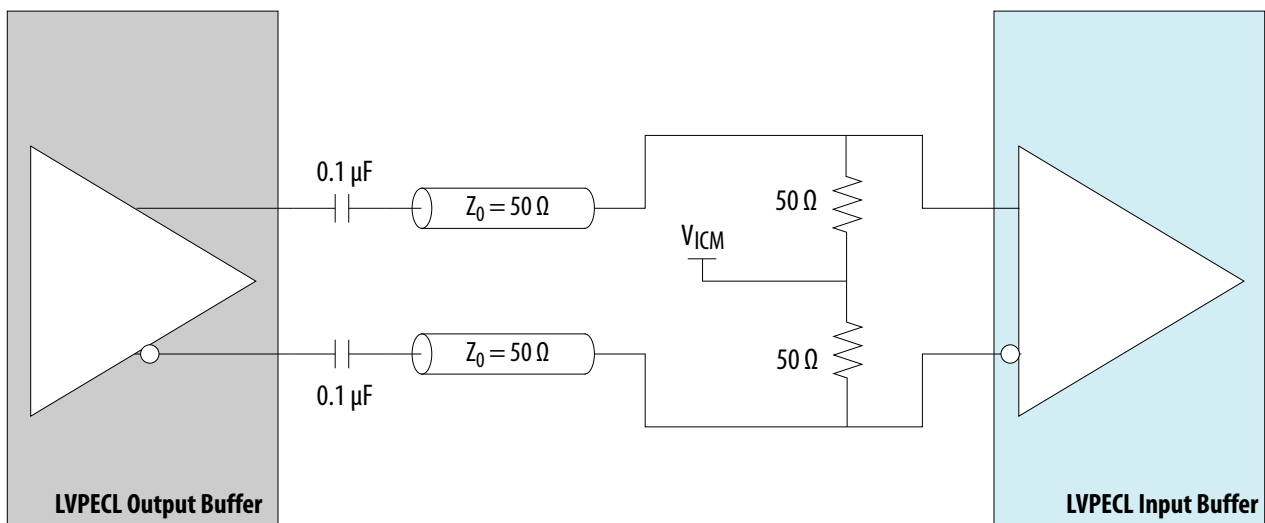 0.1 µF
Z0 = 50 Ω
50 Ω
VICM
Z0 = 50 Ω
50 Ω
0.1 µF
LVPECL Output Buffer
LVPECL Input Buffer